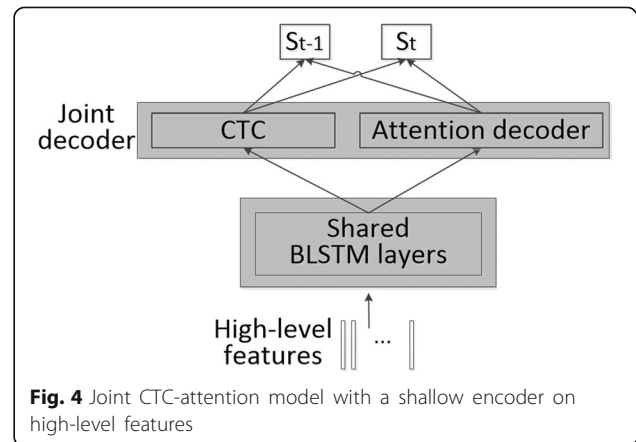 St-1 St
Joint
decoder
CTC Attention decoder
Shared
BLSTM layers
High-level
features
...
Fig. 4 Joint CTC-attention model with a shallow encoder on
high-level features